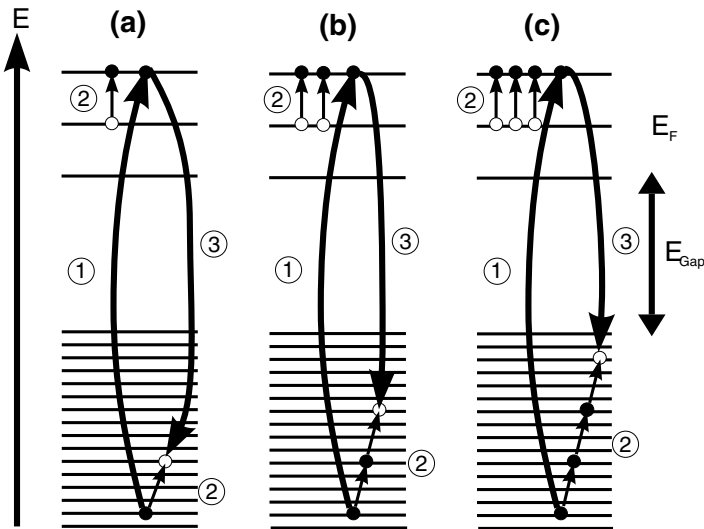 E
(a)
(b)
(c)
②
②
②
E_F
③
③
③
①
①
①
E_Gap
②
②
②